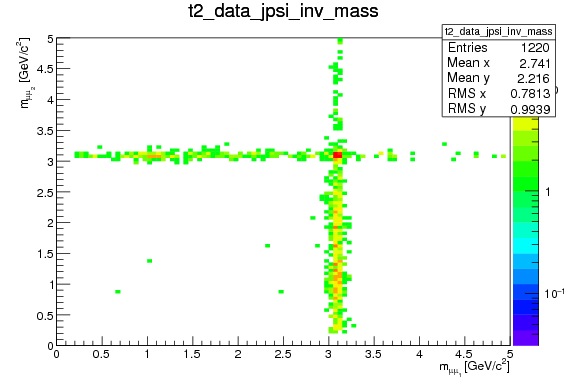 t2_data_jpsi_inv_mass
t2_data_jpsi_inv_mass
Entries 1220
Mean x 2.741
Mean y 2.216
RMS x 0.7813
RMS y 0.9939
m_μμ₂ [GeV/c²]
5
4.5
4
3.5
3
2.5
2
1.5
1
0.5
0
0 0.5 1 1.5 2 2.5 3 3.5 4 4.5 5
m_μμ₁ [GeV/c²]
1
10⁻¹